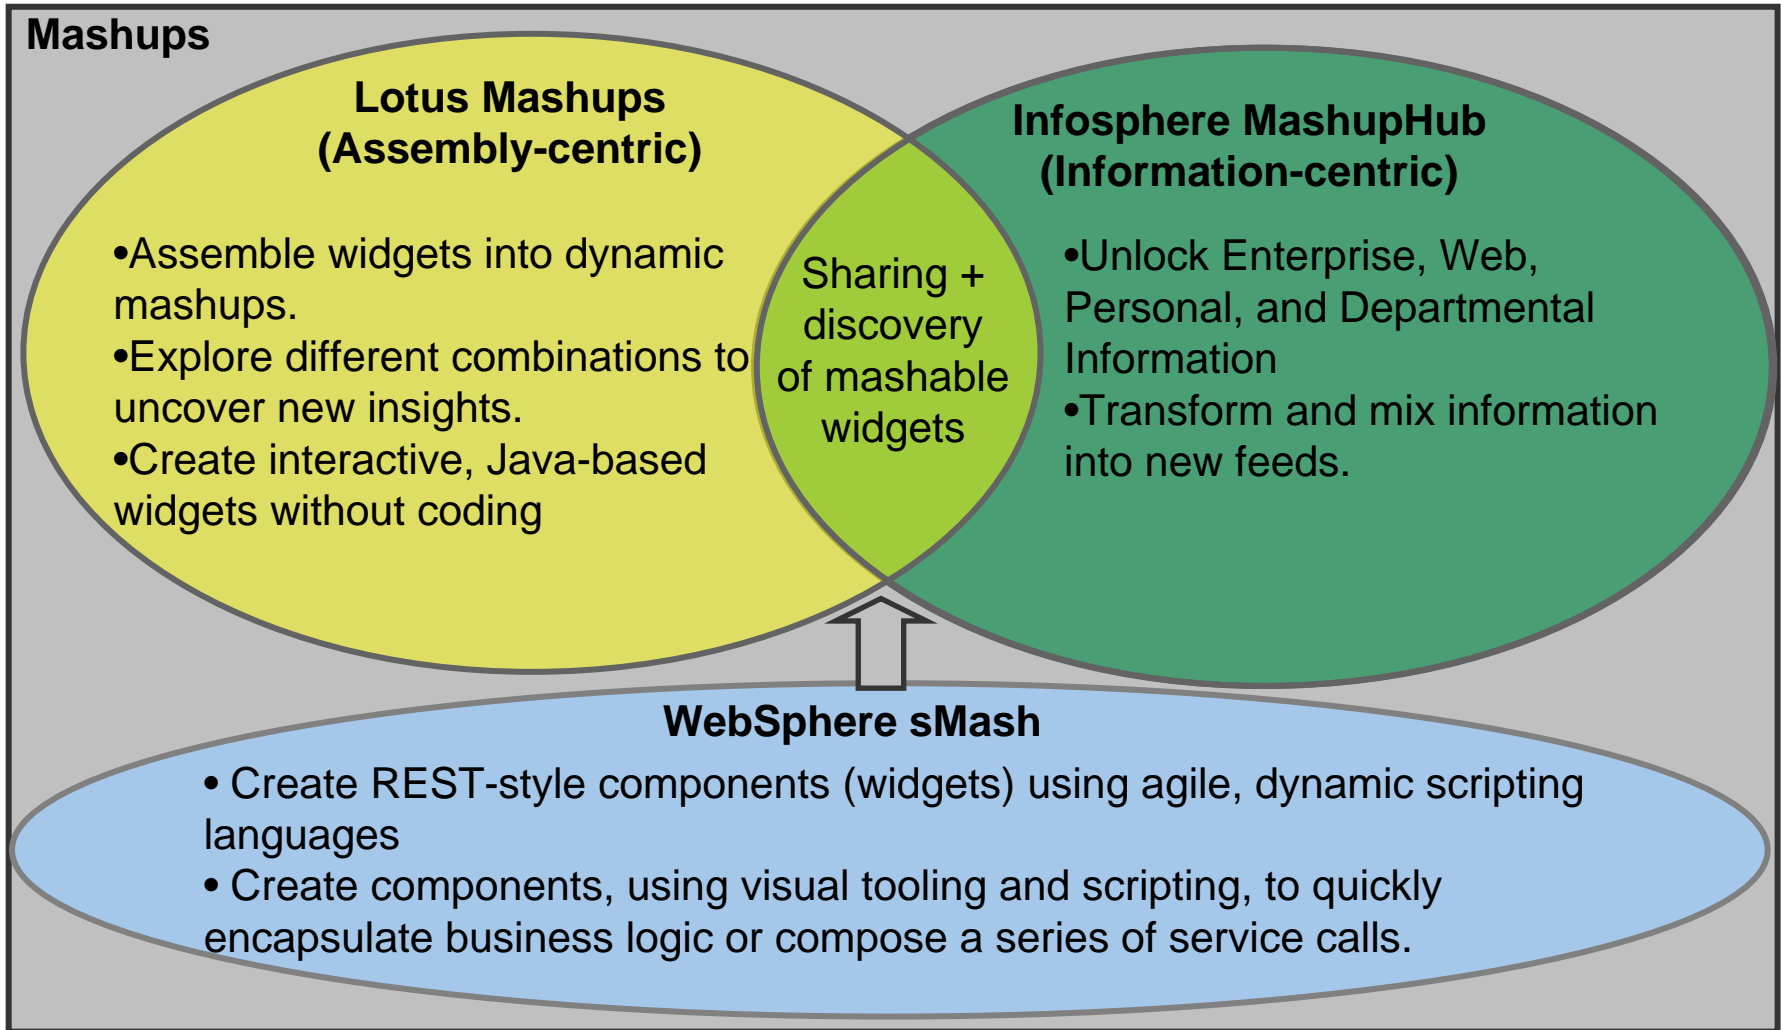 Mashups
Lotus Mashups
(Assembly-centric)
•Assemble widgets into dynamic
mashups.
•Explore different combinations to
uncover new insights.
•Create interactive, Java-based
widgets without coding
Sharing +
discovery
of mashable
widgets
Infosphere MashupHub
(Information-centric)
•Unlock Enterprise, Web,
Personal, and Departmental
Information
•Transform and mix information
into new feeds.
WebSphere sMash
• Create REST-style components (widgets) using agile, dynamic scripting
languages
• Create components, using visual tooling and scripting, to quickly
encapsulate business logic or compose a series of service calls.